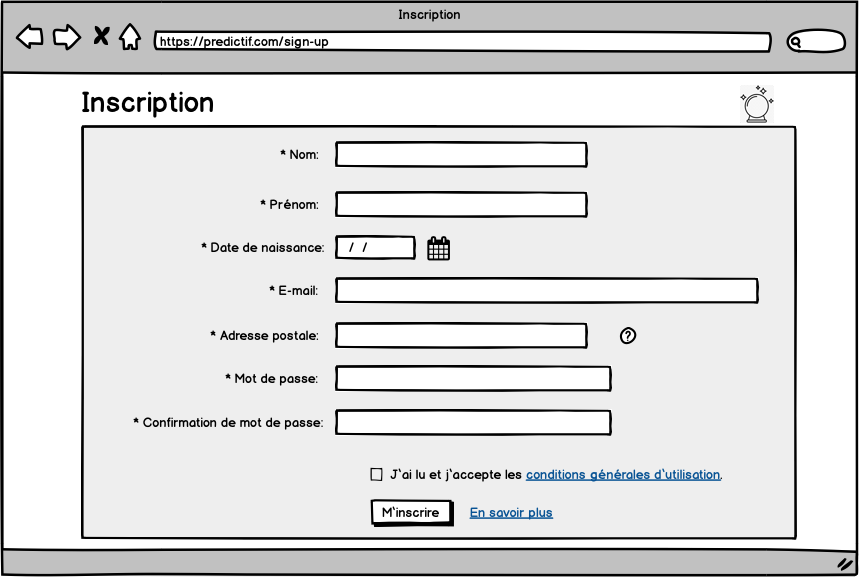 Inscription
https://predictif.com/sign-up
Inscription
* Nom:
* Prénom:
* Date de naissance: / /
* E-mail:
* Adresse postale: ?
* Mot de passe:
* Confirmation de mot de passe:
J'ai lu et j'accepte les conditions générales d'utilisation.
M'inscrire En savoir plus